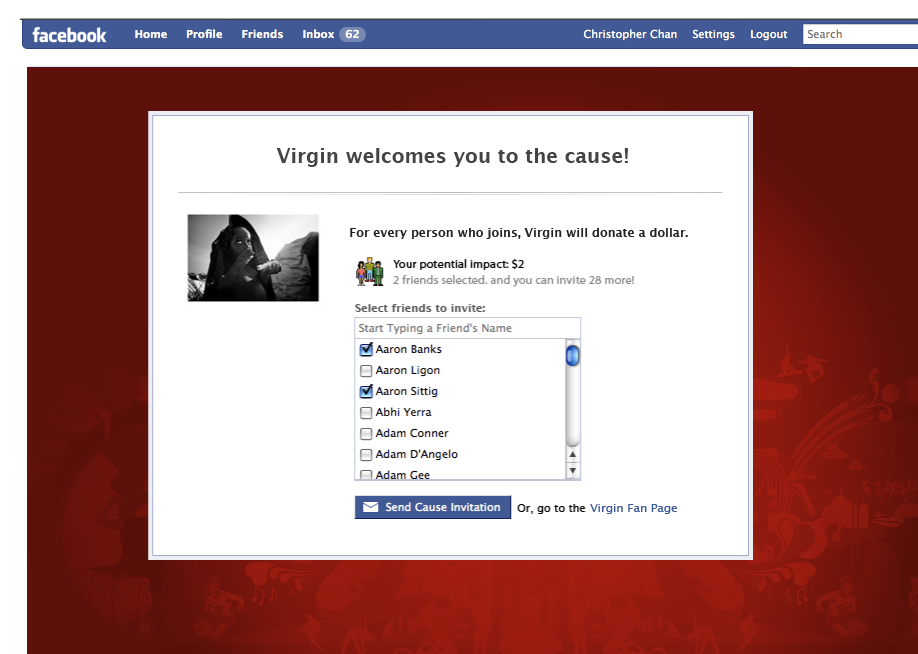 facebook Home Profile Friends Inbox 62 Christopher Chan Settings Logout Search
Virgin welcomes you to the cause!
For every person who joins, Virgin will donate a dollar.
Your potential impact: $2
2 friends selected. and you can invite 28 more!
Select friends to invite:
Start Typing a Friend's Name
Aaron Banks
Aaron Ligon
Aaron Sittig
Abhi Yerra
Adam Conner
Adam D'Angelo
Adam Gee
Send Cause Invitation Or, go to the Virgin Fan Page